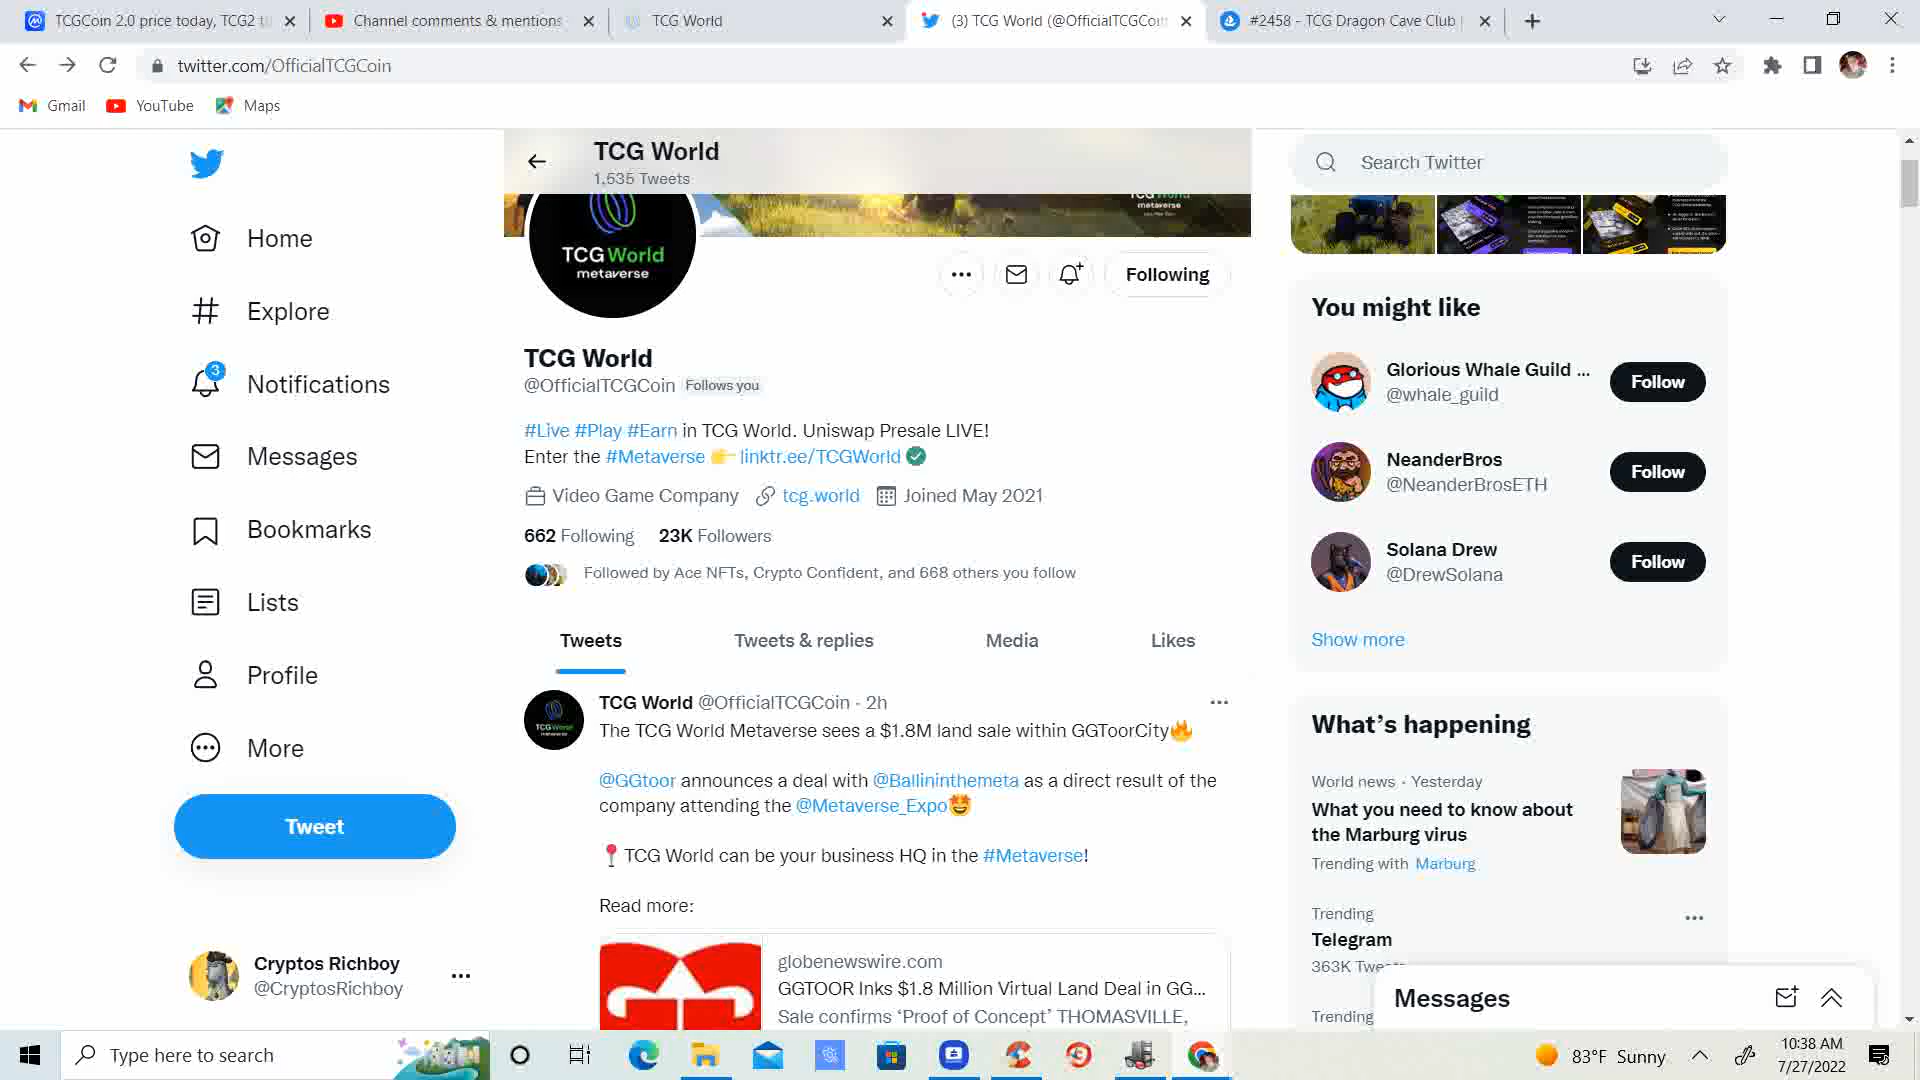 TCGCoin 2.0 price today, TCG2 t
Channel comments & mentions
TCG World
(3) TCG World (@OfficialTCGCoin
#2458 - TCG Dragon Cave Club
twitter.com/OfficialTCGCoin
Gmail
YouTube
Maps
TCG World
1,535 Tweets
Search Twitter
TCG World
metaverse
Home
Explore
3
Notifications
Messages
Bookmarks
Lists
Profile
More
Tweet
Cryptos Richboy
@CryptosRichboy
Following
TCG World
@OfficialTCGCoin Follows you
#Live #Play #Earn in TCG World. Uniswap Presale LIVE!
Enter the #Metaverse 👉 linktr.ee/TCGWorld
Video Game Company tcg.world Joined May 2021
662 Following 23K Followers
Followed by Ace NFTs, Crypto Confident, and 668 others you follow
Tweets
Tweets & replies
Media
Likes
TCG World @OfficialTCGCoin · 2h
The TCG World Metaverse sees a $1.8M land sale within GGToorCity🔥
@GGtoor announces a deal with @Ballininthemeta as a direct result of the
company attending the @Metaverse_Expo🤩
📍TCG World can be your business HQ in the #Metaverse!
Read more:
globenewswire.com
GGTOOR Inks $1.8 Million Virtual Land Deal in GG...
Sale confirms ‘Proof of Concept’ THOMASVILLE,
You might like
Glorious Whale Guild ...
@whale_guild
Follow
NeanderBros
@NeanderBrosETH
Follow
Solana Drew
@DrewSolana
Follow
Show more
What’s happening
World news · Yesterday
What you need to know about
the Marburg virus
Trending with Marburg
Trending
Telegram
363K Tweets
Trending
Messages
Type here to search
83°F Sunny
10:38 AM
7/27/2022